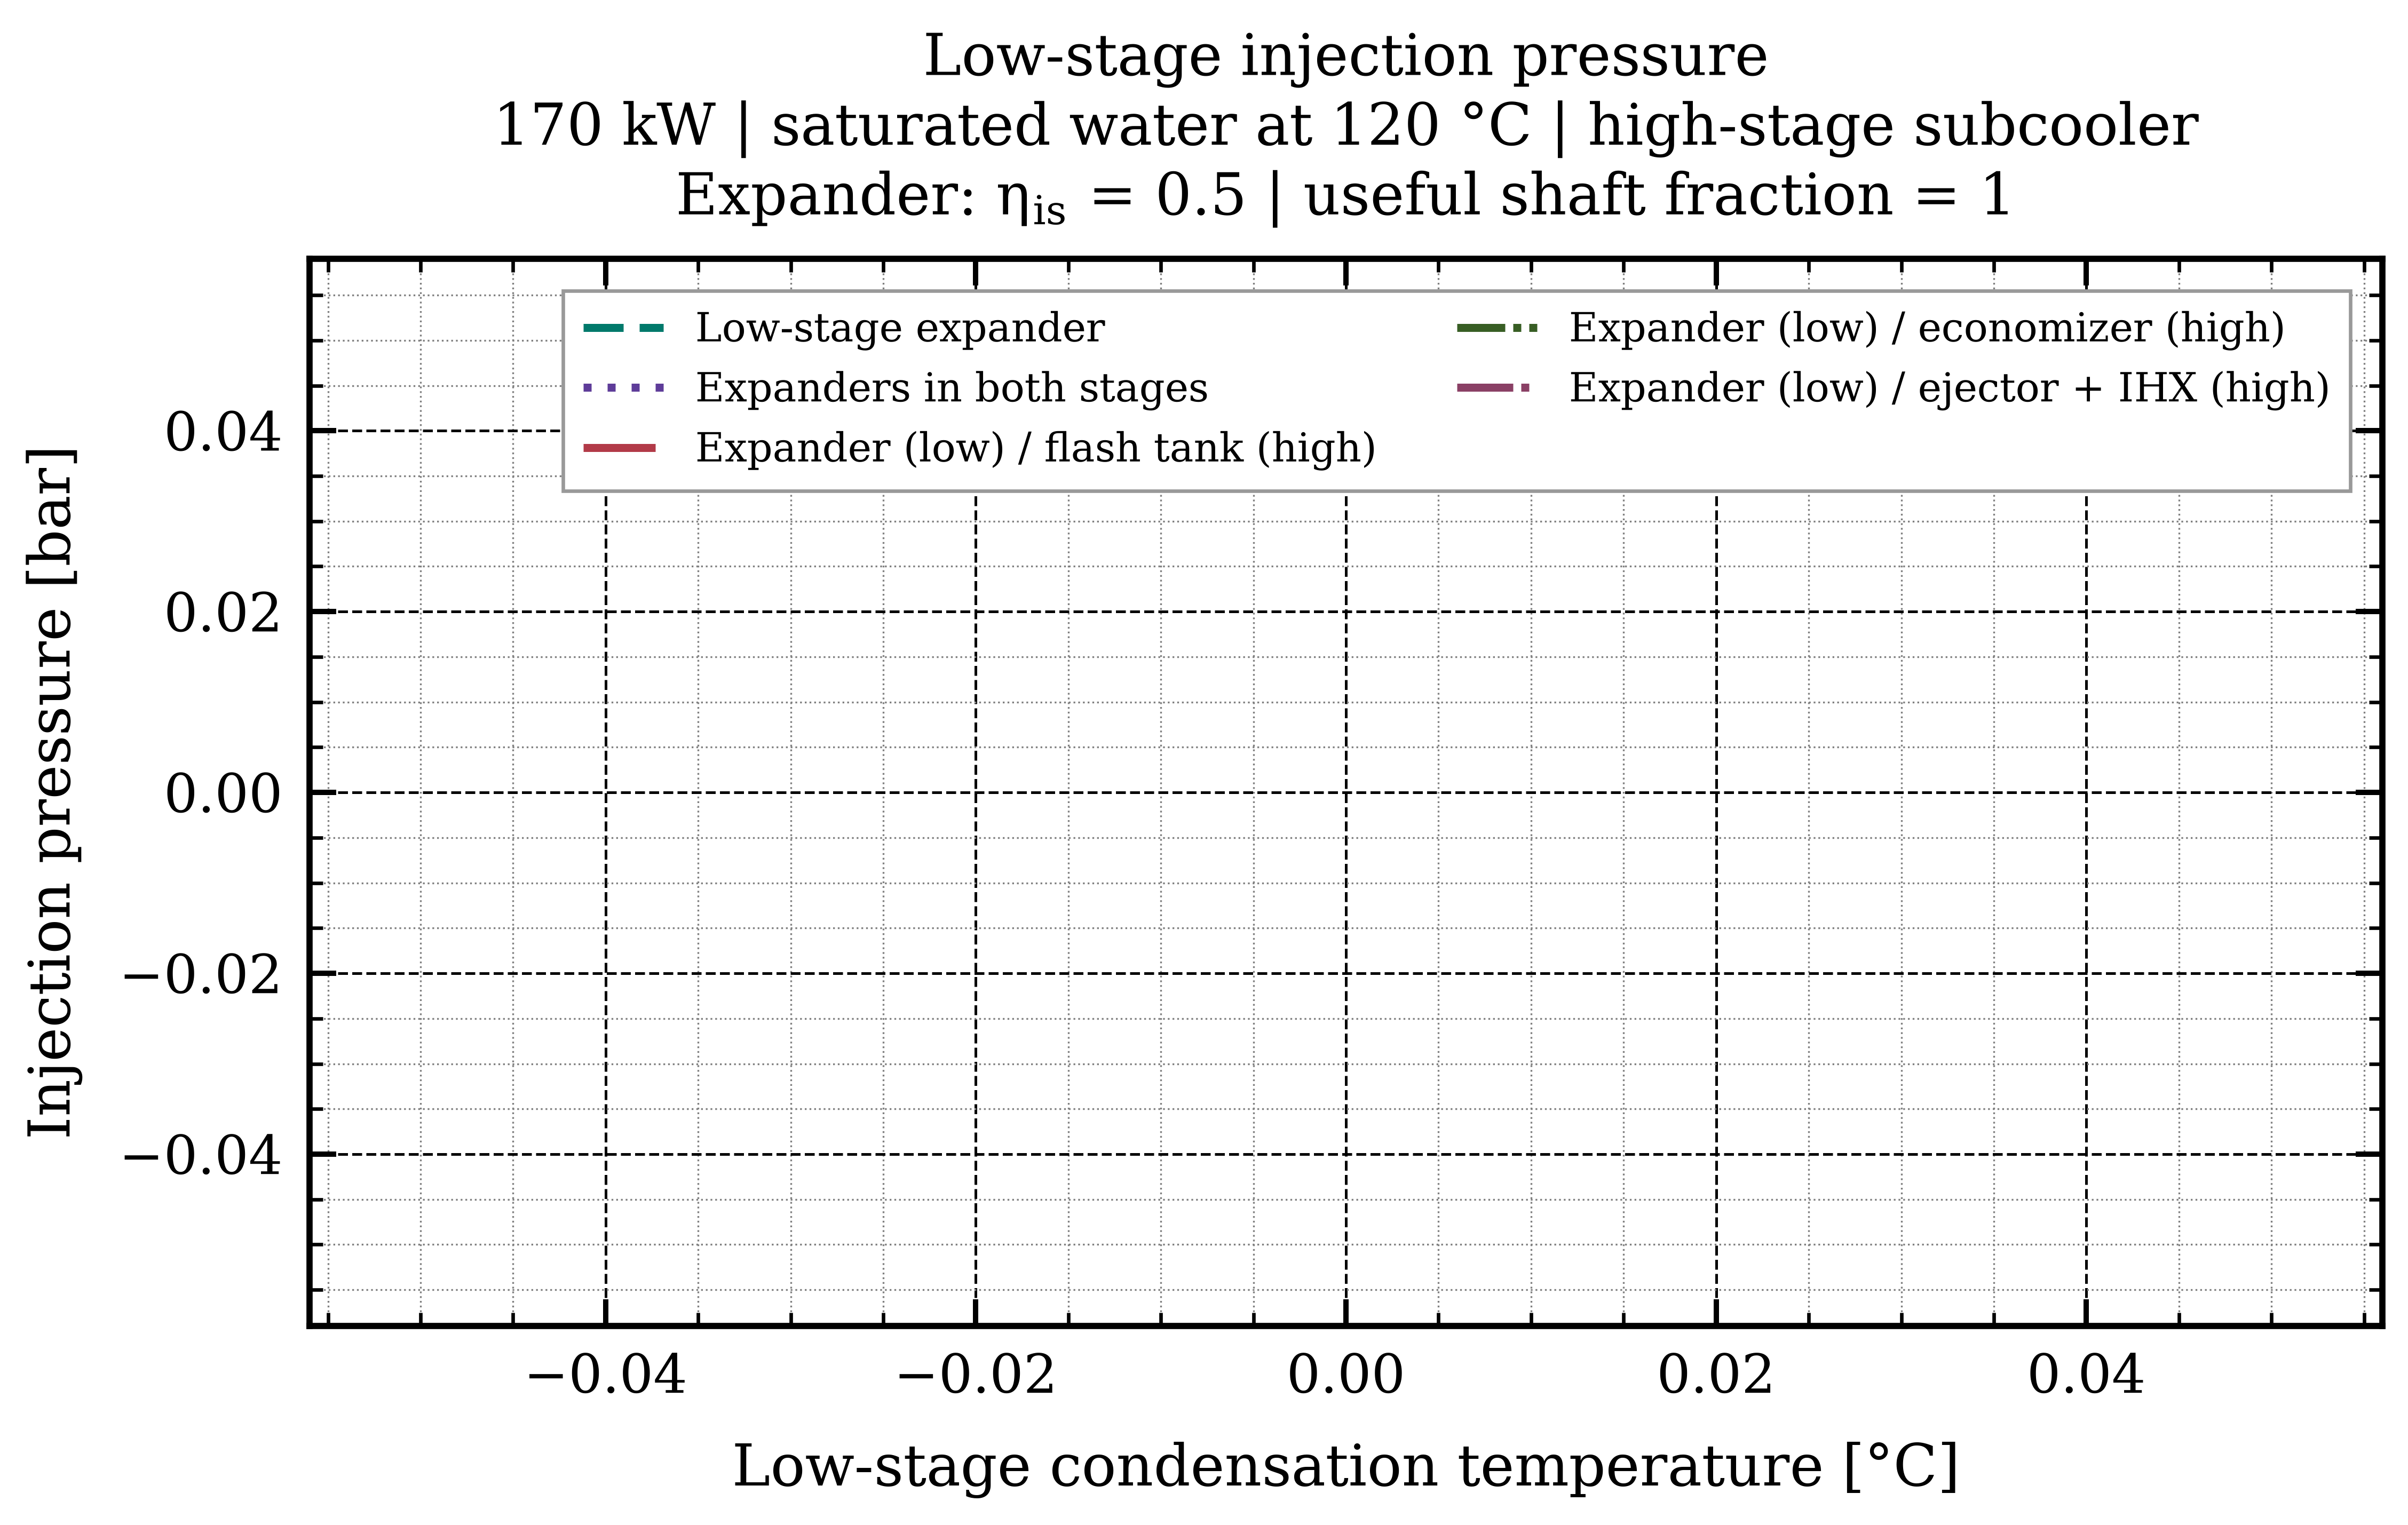 Low-stage injection pressure
170 kW | saturated water at 120 °C | high-stage subcooler
Expander: ηis = 0.5 | useful shaft fraction = 1
Low-stage expander
Expanders in both stages
Expander (low) / flash tank (high)
Expander (low) / economizer (high)
Expander (low) / ejector + IHX (high)
Injection pressure [bar]
0.04
0.02
0.00
−0.02
−0.04
−0.04 −0.02 0.00 0.02 0.04
Low-stage condensation temperature [°C]